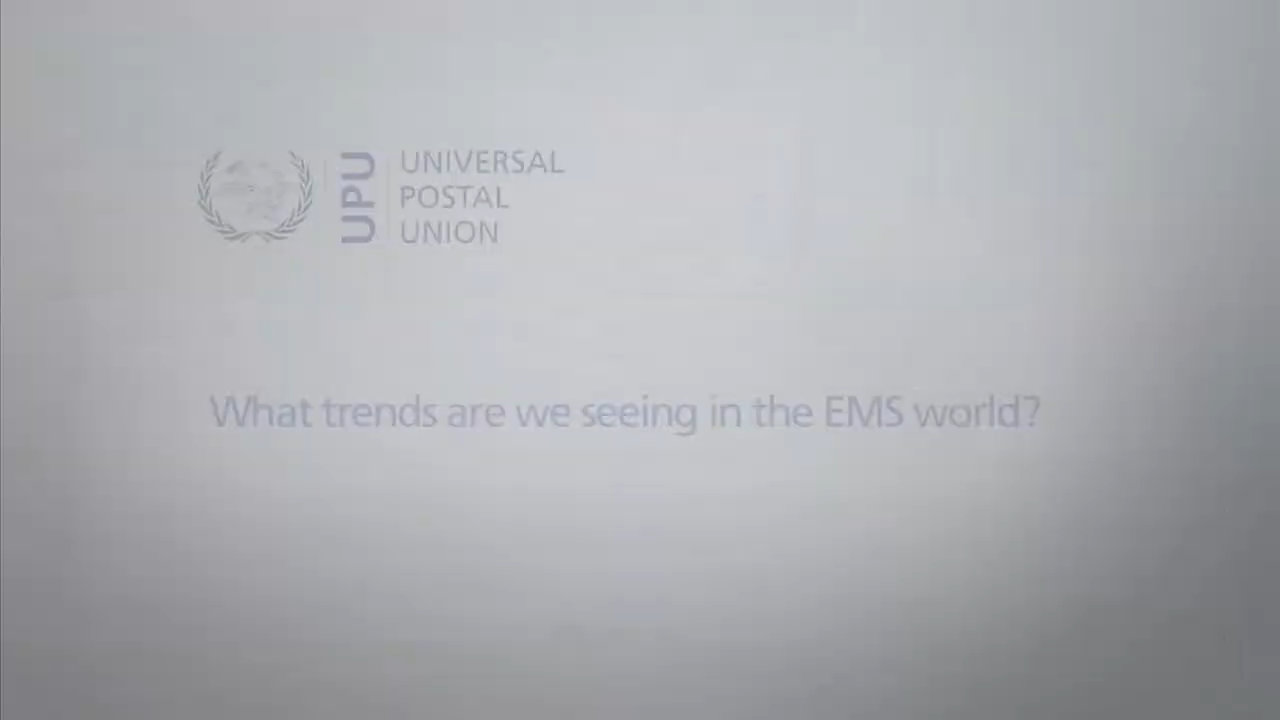 UPU
UNIVERSAL
POSTAL
UNION
What trends are we seeing in the EMS world?